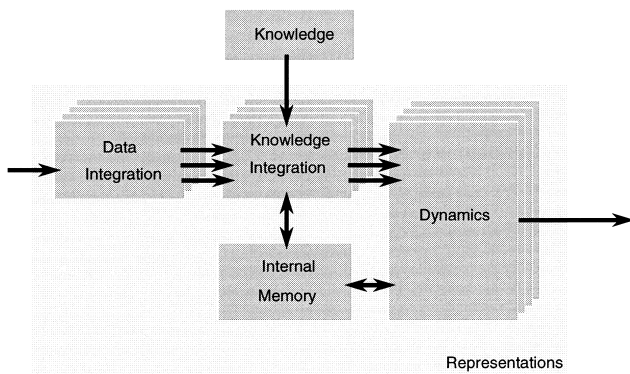 Knowledge
Data
Integration
Knowledge
Integration
Dynamics
Internal
Memory
Representations